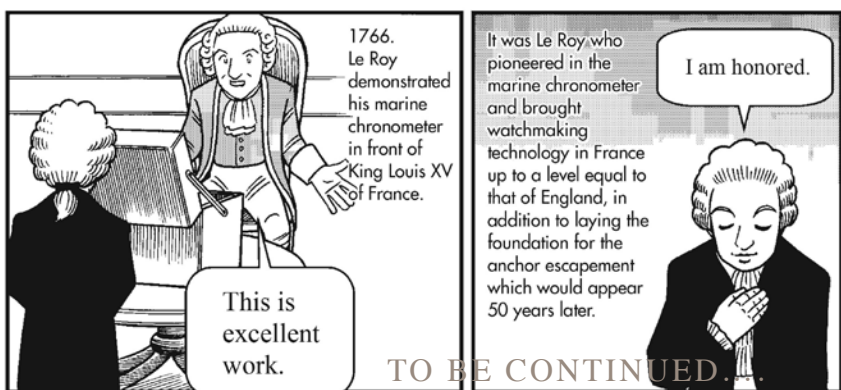 1766.
Le Roy
demonstrated
his marine
chronometer
in front of
King Louis XV
of France.
This is
excellent
work.
It was Le Roy who
pioneered in the
marine chronometer
and brought
watchmaking
technology in France
up to a level equal to
that of England, in
addition to laying the
foundation for the
anchor escapement
which would appear
50 years later.
I am honored.
TO BE CONTINUED....